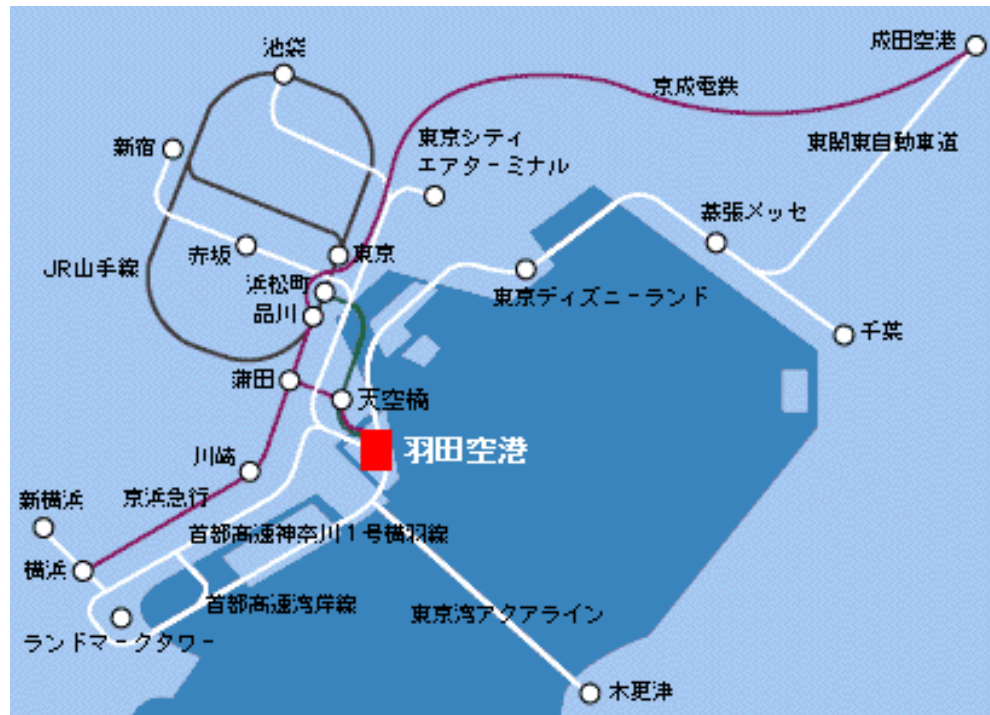 池袋
成田空港
京成電鉄
新宿
東京シティ
エアターミナル
東関東自動車道
赤坂
東京
幕張メッセ
JR山手線
浜松町
東京ディズニーランド
品川
千葉
蒲田
天空橋
羽田空港
川崎
新横浜
京浜急行
首都高速神奈川1号横羽線
横浜
首都高速湾岸線
東京湾アクアライン
ランドマークタワー
木更津